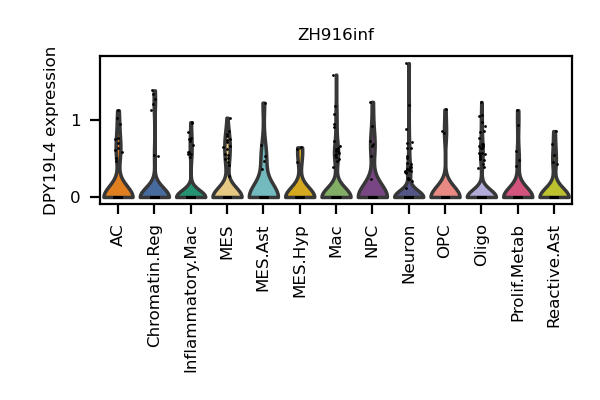 ZH916inf
DPY19L4 expression
1
0
AC
Chromatin.Reg
Inflammatory.Mac
MES
MES.Ast
MES.Hyp
Mac
NPC
Neuron
OPC
Oligo
Prolif.Metab
Reactive.Ast